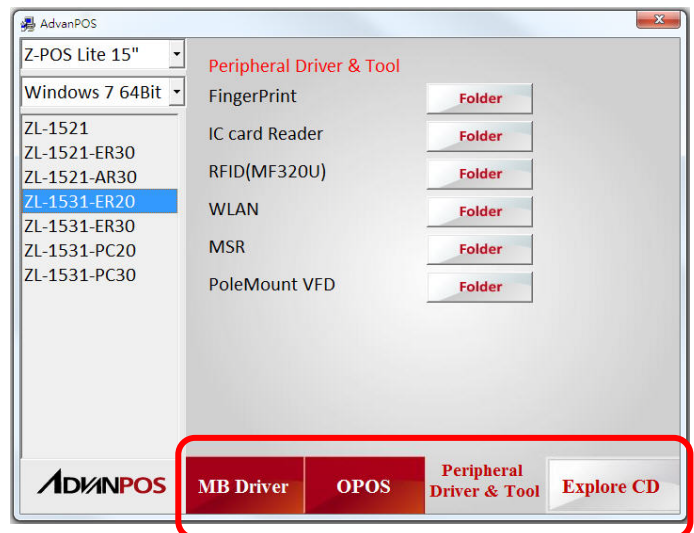 AdvanPOS
Z-POS Lite 15"
Windows 7 64Bit
ZL-1521
ZL-1521-ER30
ZL-1521-AR30
ZL-1531-ER20
ZL-1531-ER30
ZL-1531-PC20
ZL-1531-PC30
Peripheral Driver & Tool
FingerPrint Folder
IC card Reader Folder
RFID(MF320U) Folder
WLAN Folder
MSR Folder
PoleMount VFD Folder
ADVANPOS
MB Driver
OPOS
Peripheral
Driver & Tool
Explore CD